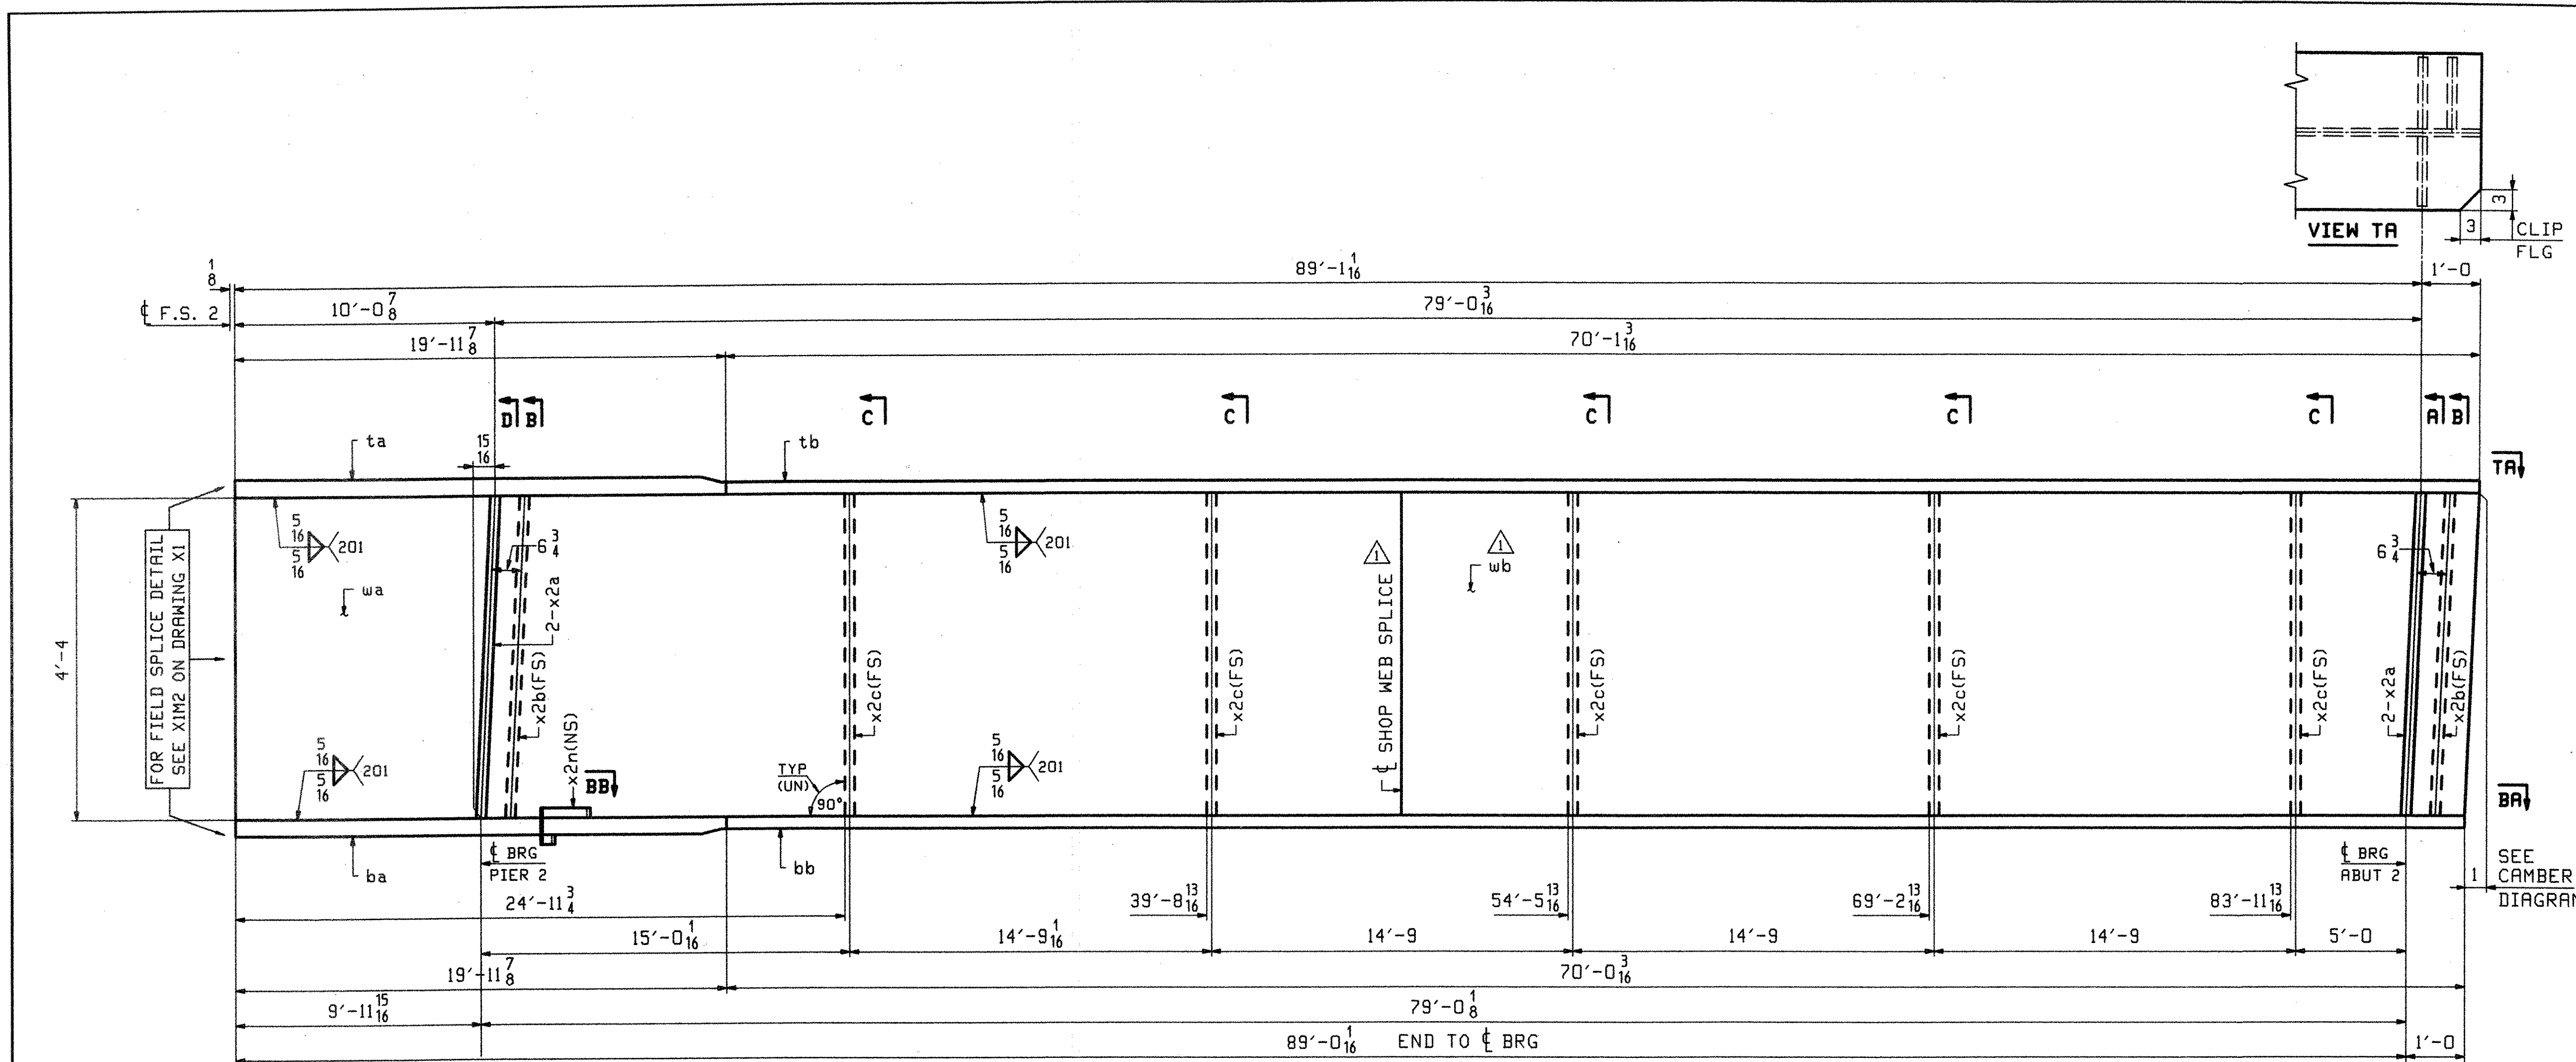 VIEW TA
3
3
CLIP
FLG
1/8
89'-1 1/16
1'-0
℄ F.S. 2
10'-0 7/8
79'-0 3/16
19'-11 7/8
70'-1 3/16
D B C C C C C A B
ta
15/16
tb
TA
FOR FIELD SPLICE DETAIL
SEE X1M2 ON DRAWING X1
4'-4
5/16
5/16
201
wa
6 3/4
2-x2a
x2b(FS)
x2n(NS)
BB
5/16
5/16
201
5/16
5/16
201
5/16
5/16
201
TYP
(UN)
90°
x2c(FS)
x2c(FS)
℄ SHOP WEB SPLICE
1
1
wb
x2c(FS)
x2c(FS)
x2c(FS)
6 3/4
2-x2a
x2b(FS)
BA
ba
℄ BRG
PIER 2
bb
℄ BRG
ABUT 2
1
SEE
CAMBER
DIAGRAM
24'-11 3/4
39'-8 13/16
54'-5 13/16
69'-2 13/16
83'-11 13/16
15'-0 1/16
14'-9 1/16
14'-9
14'-9
14'-9
5'-0
19'-11 7/8
70'-0 3/16
9'-11 15/16
79'-0 1/8
89'-0 1/16 END TO ℄ BRG
1'-0